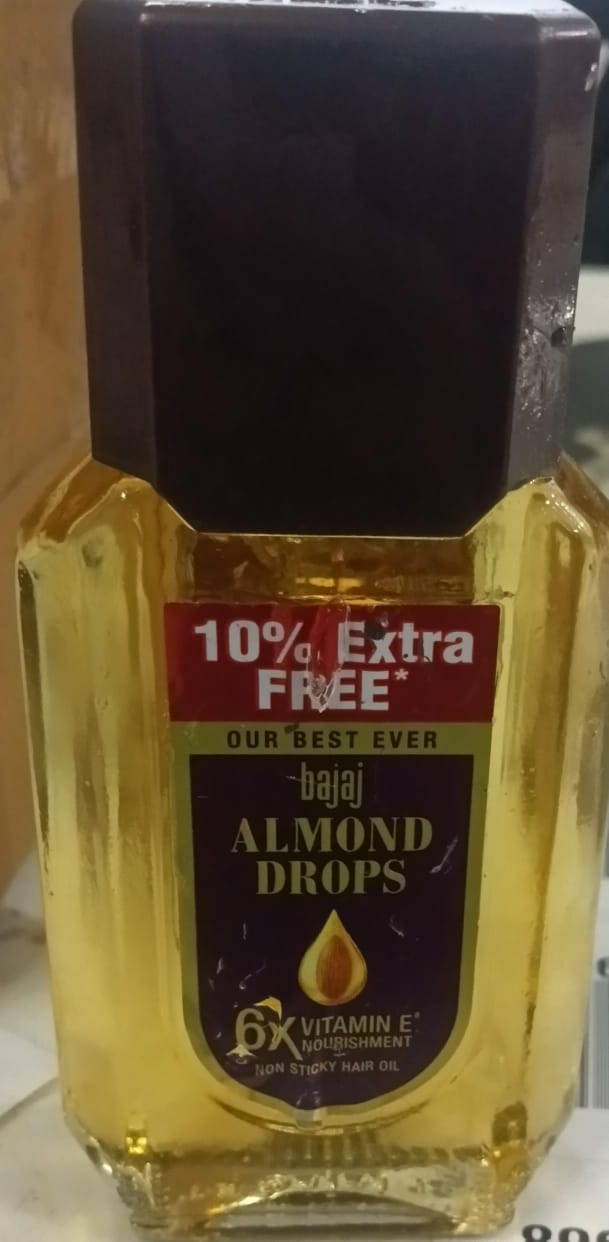 10% Extra
FREE*
OUR BEST EVER
bajaj
ALMOND
DROPS
6X VITAMIN E*
NOURISHMENT
NON STICKY HAIR OIL